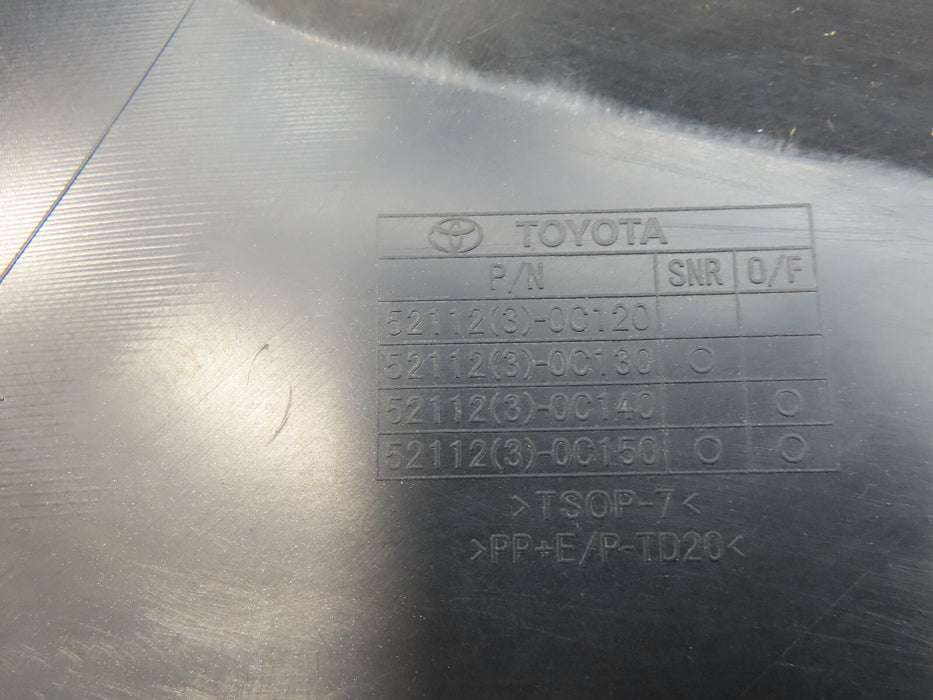 TOYOTA
P/N SNR O/F
52112(3)-0C120
52112(3)-0C130 ○
52112(3)-0C140 ○
52112(3)-0C150 ○ ○
>TSOP-7<
>PP+E/P-TD20<